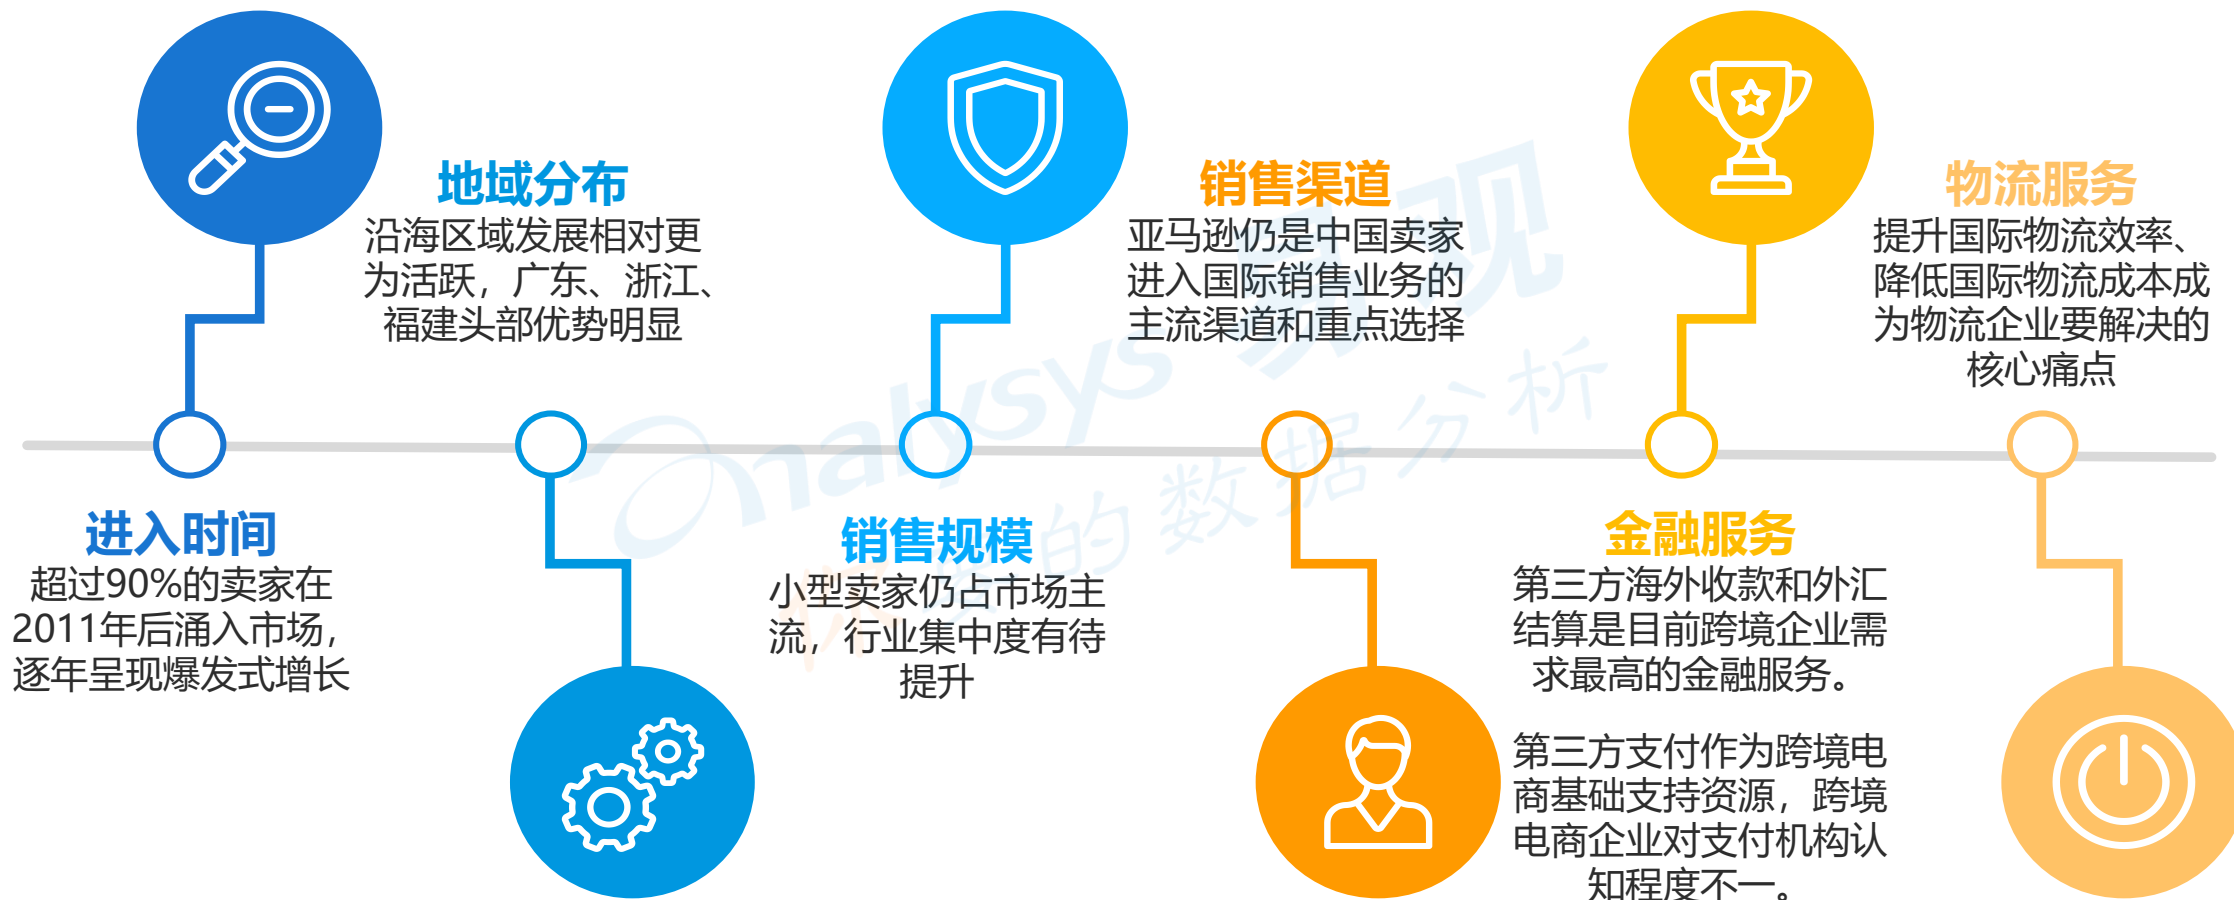 进入时间
超过90%的卖家在
2011年后涌入市场，
逐年呈现爆发式增长
地域分布
沿海区域发展相对更
为活跃，广东、浙江、
福建头部优势明显
销售规模
小型卖家仍占市场主
流，行业集中度有待
提升
销售渠道
亚马逊仍是中国卖家
进入国际销售业务的
主流渠道和重点选择
金融服务
第三方海外收款和外汇
结算是目前跨境企业需
求最高的金融服务。
第三方支付作为跨境电
商基础支持资源，跨境
电商企业对支付机构认
知程度不一。
物流服务
提升国际物流效率、
降低国际物流成本成
为物流企业要解决的
核心痛点
analysys 易观
你要的数据分析